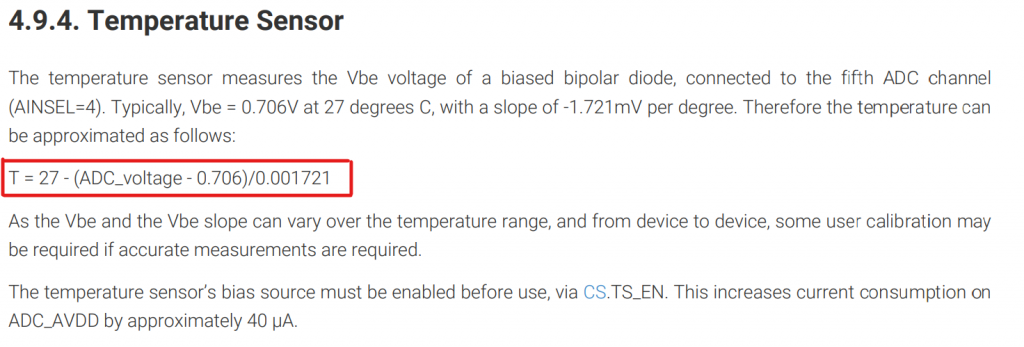 4.9.4. Temperature Sensor
The temperature sensor measures the Vbe voltage of a biased bipolar diode, connected to the fifth ADC channel
(AINSEL=4). Typically, Vbe = 0.706V at 27 degrees C, with a slope of -1.721mV per degree. Therefore the temperature can
be approximated as follows:
T = 27 - (ADC_voltage - 0.706)/0.001721
As the Vbe and the Vbe slope can vary over the temperature range, and from device to device, some user calibration may
be required if accurate measurements are required.
The temperature sensor's bias source must be enabled before use, via CS.TS_EN. This increases current consumption on
ADC_AVDD by approximately 40 μA.